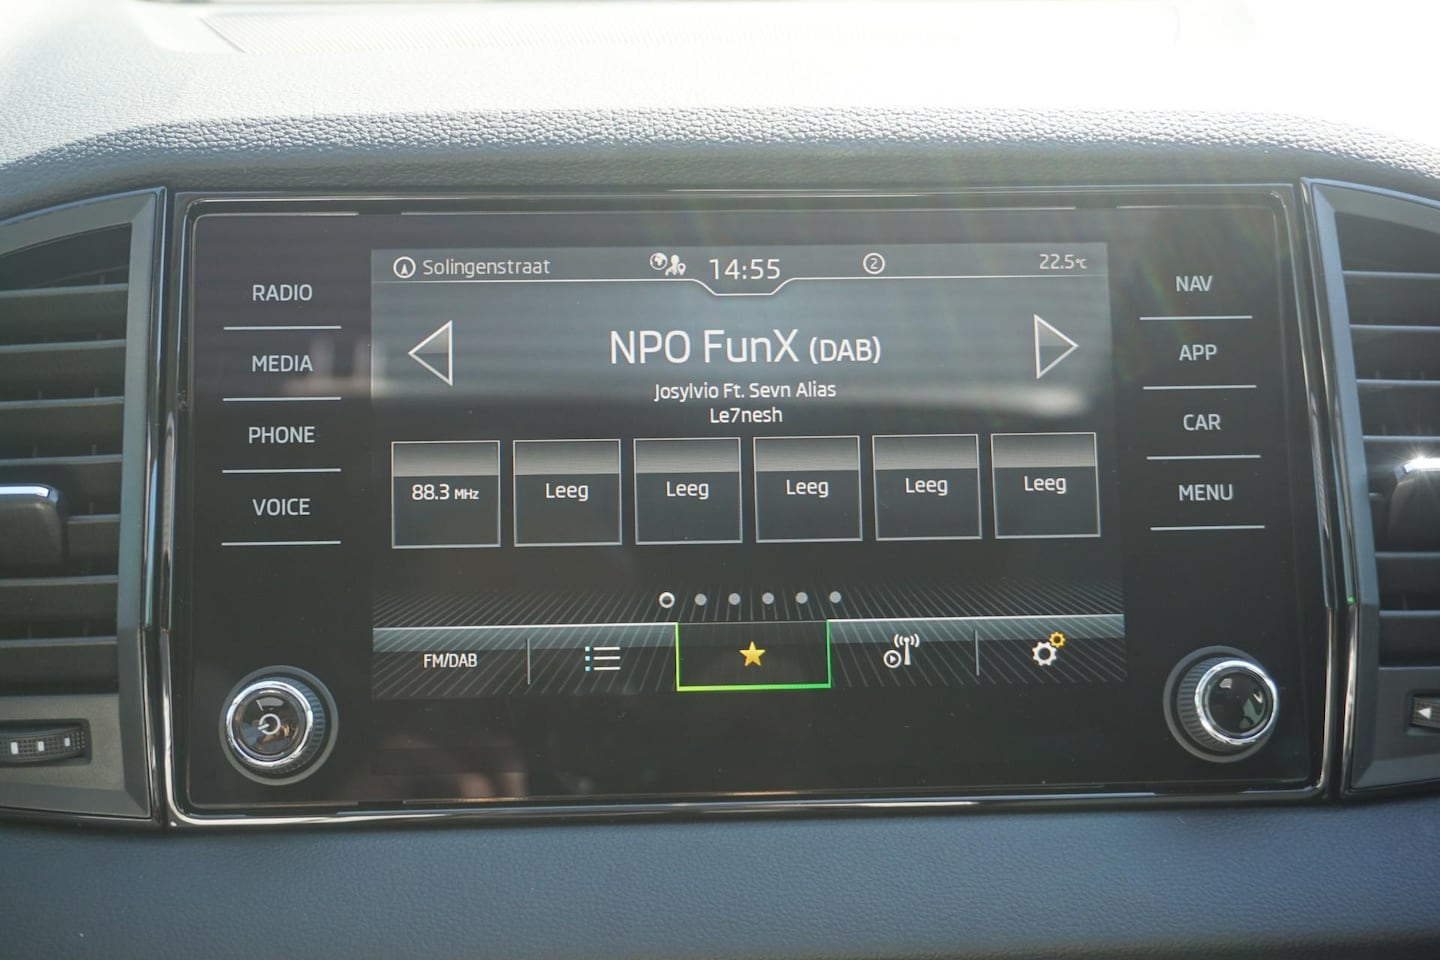 Solingenstraat
14:55
2
22.5°C
RADIO
MEDIA
PHONE
VOICE
NPO FunX (DAB)
Josylvio Ft. Sevn Alias
Le7nesh
88.3 MHz
Leeg
Leeg
Leeg
Leeg
Leeg
FM/DAB
NAV
APP
CAR
MENU